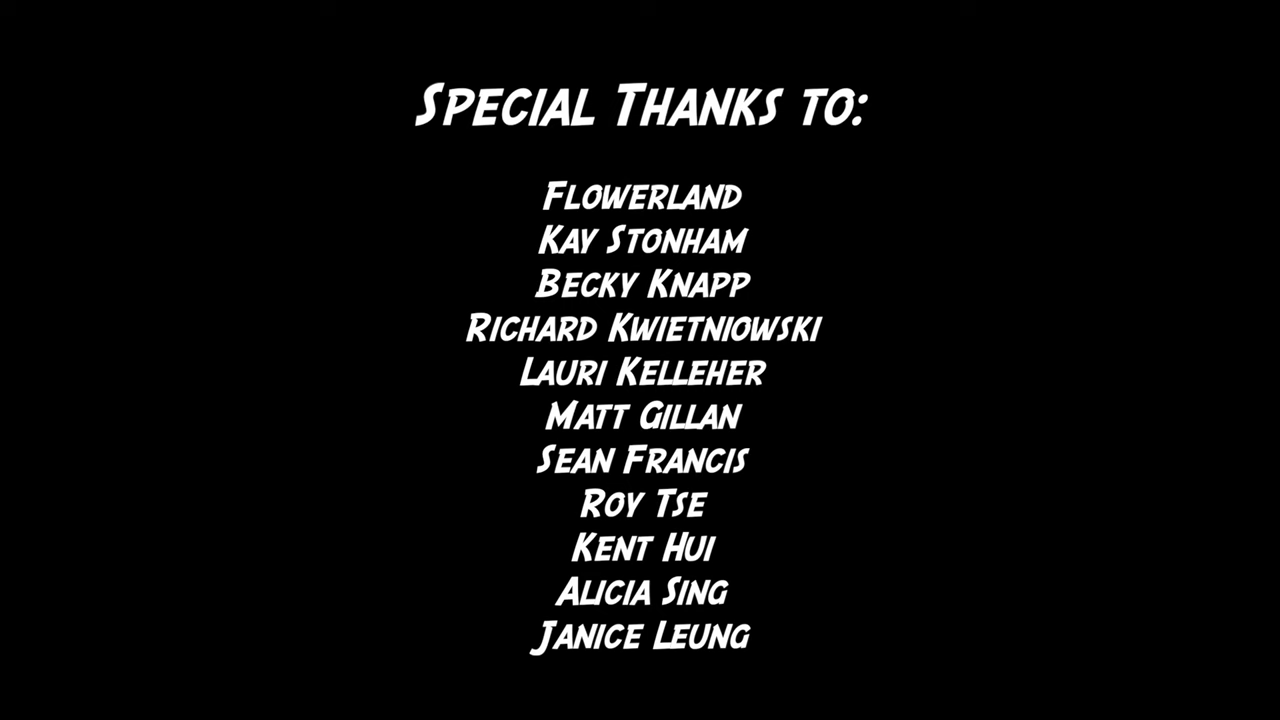 Special Thanks to:
Flowerland
Kay Stonham
Becky Knapp
Richard Kwietniowski
Lauri Kelleher
Matt Gillan
Sean Francis
Roy Tse
Kent Hui
Alicia Sing
Janice Leung